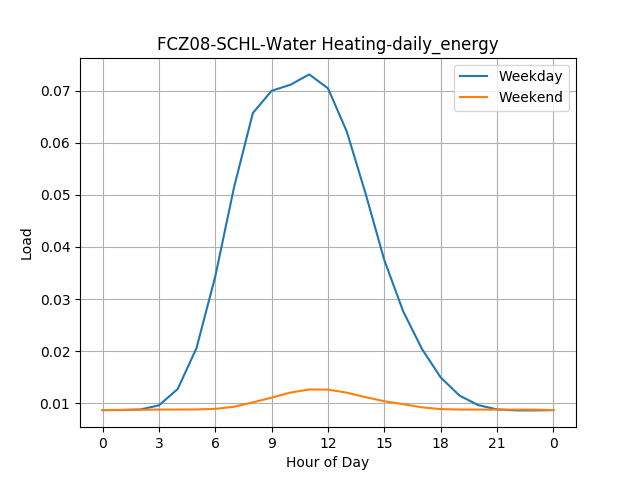 FCZ08-SCHL-Water Heating-daily_energy
Weekday
Weekend
0.07
0.06
0.05
0.04
0.03
0.02
0.01
Load
0 3 6 9 12 15 18 21 0
Hour of Day